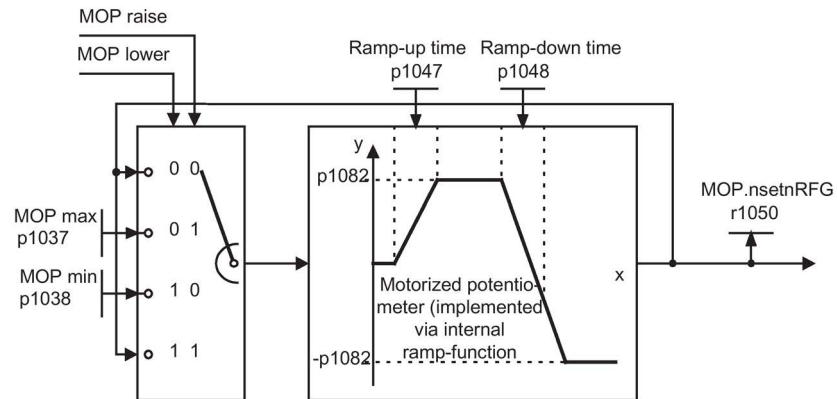 MOP raise
MOP lower
Ramp-up time
p1047
Ramp-down time
p1048
y
p1082
0 0
MOP max
p1037
0 1
MOP min
p1038
1 0
1 1
Motorized potentio-
meter (implemented
via internal
ramp-function
-p1082
x
MOP.nsetnRFG
r1050